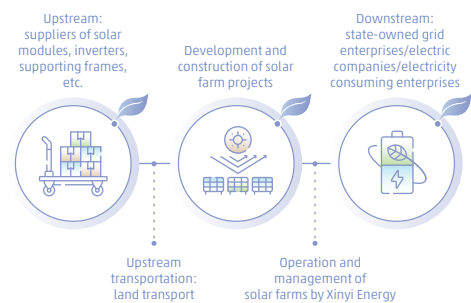 Upstream:
suppliers of solar
modules, inverters,
supporting frames,
etc.
Development and
construction of solar
farm projects
Downstream:
state-owned grid
enterprises/electric
companies/electricity
consuming enterprises
Upstream
transportation:
land transport
Operation and
management of
solar farms by Xinyi Energy